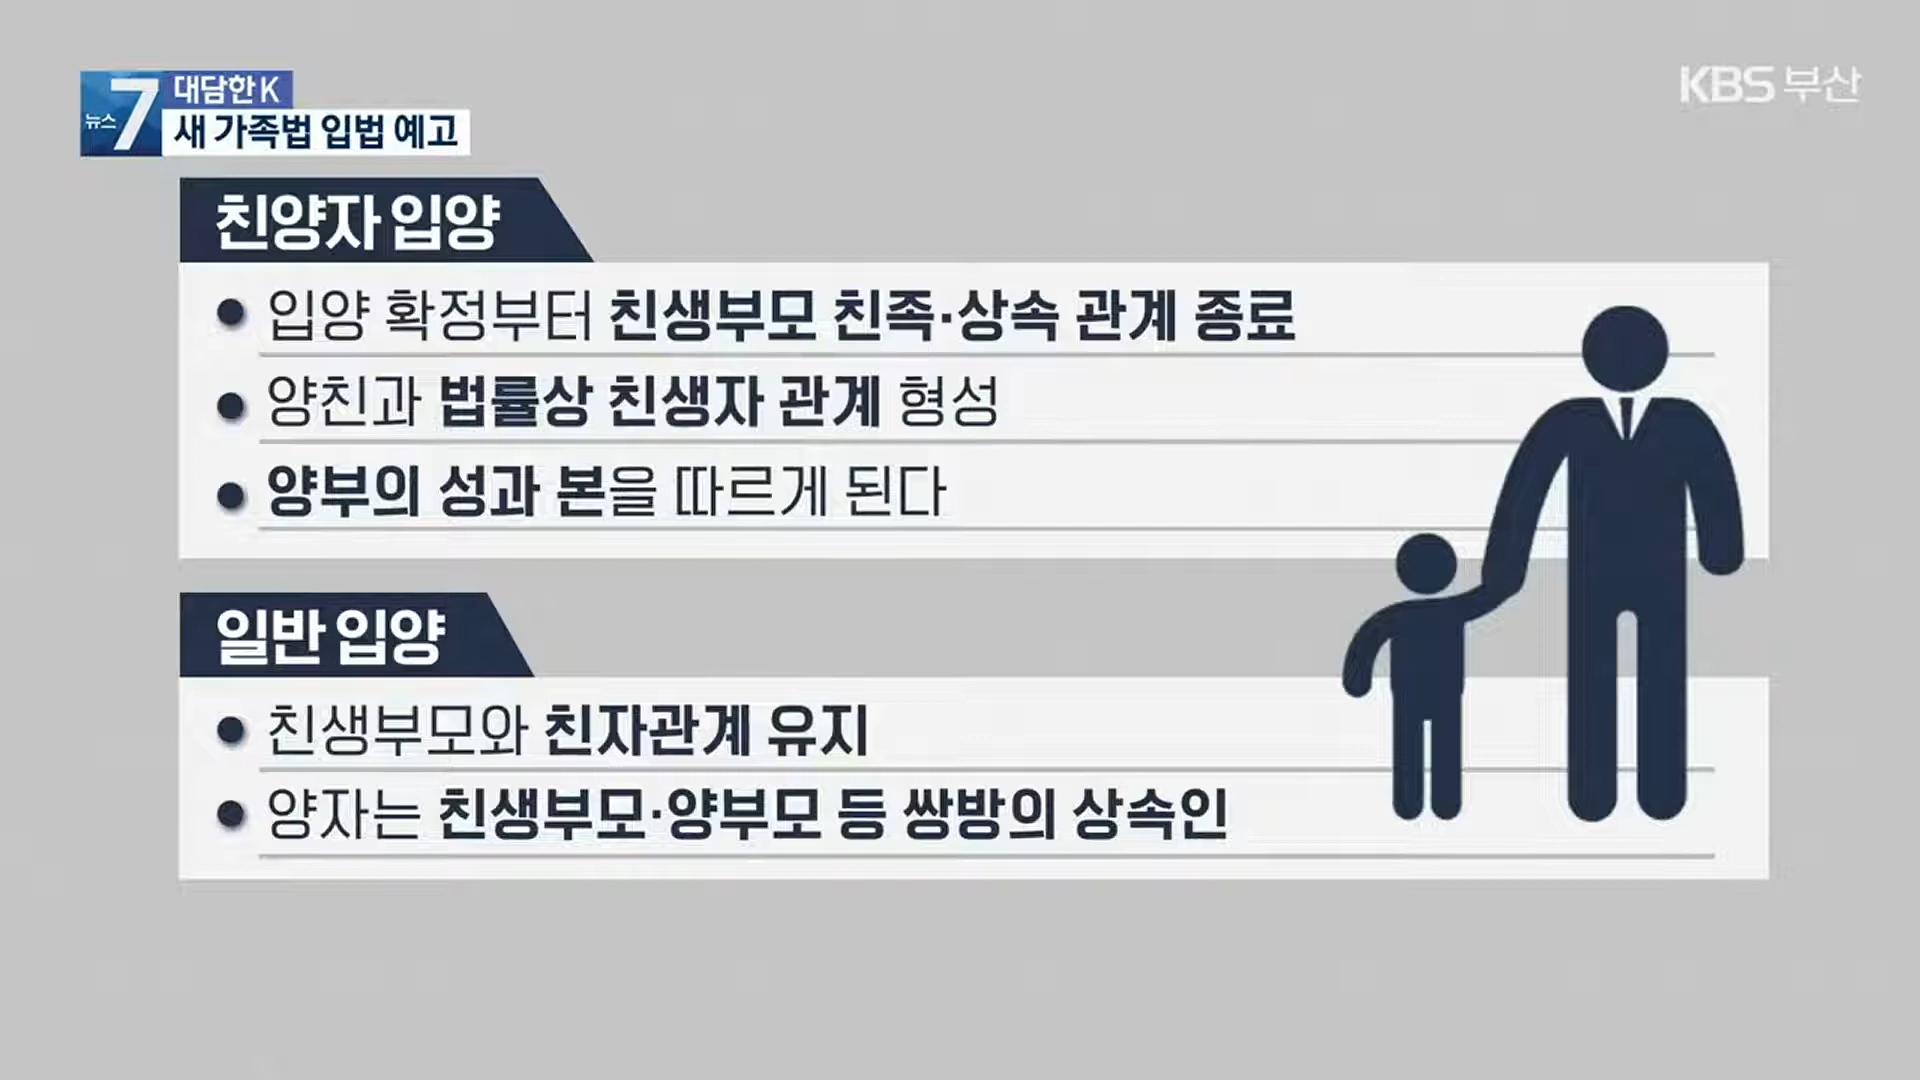 대담한K
뉴스 7
새 가족법 입법 예고
KBS 부산
친양자 입양
입양 확정부터 친생부모 친족·상속 관계 종료
양친과 법률상 친생자 관계 형성
양부의 성과 본을 따르게 된다
일반 입양
친생부모와 친자관계 유지
양자는 친생부모·양부모 등 쌍방의 상속인